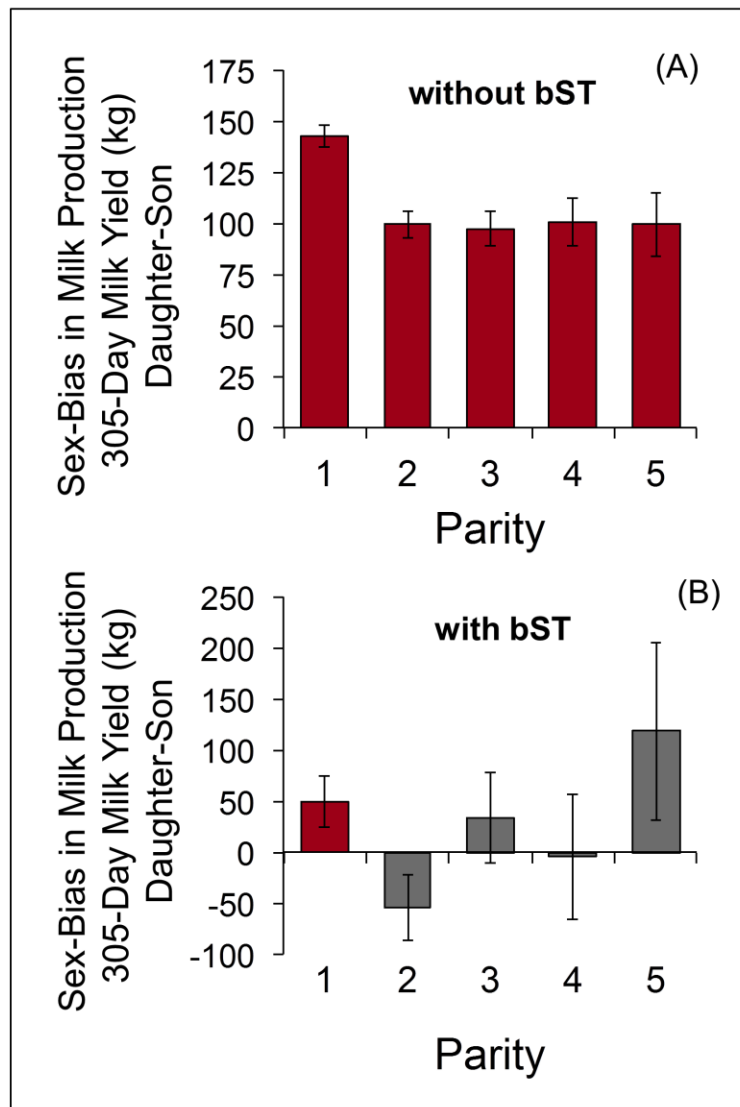 (A)
without bST
Sex-Bias in Milk Production
305-Day Milk Yield (kg)
Daughter-Son
175
150
125
100
75
50
25
0
1 2 3 4 5
Parity
(B)
with bST
Sex-Bias in Milk Production
305-Day Milk Yield (kg)
Daughter-Son
250
200
150
100
50
0
-50
-100
1 2 3 4 5
Parity